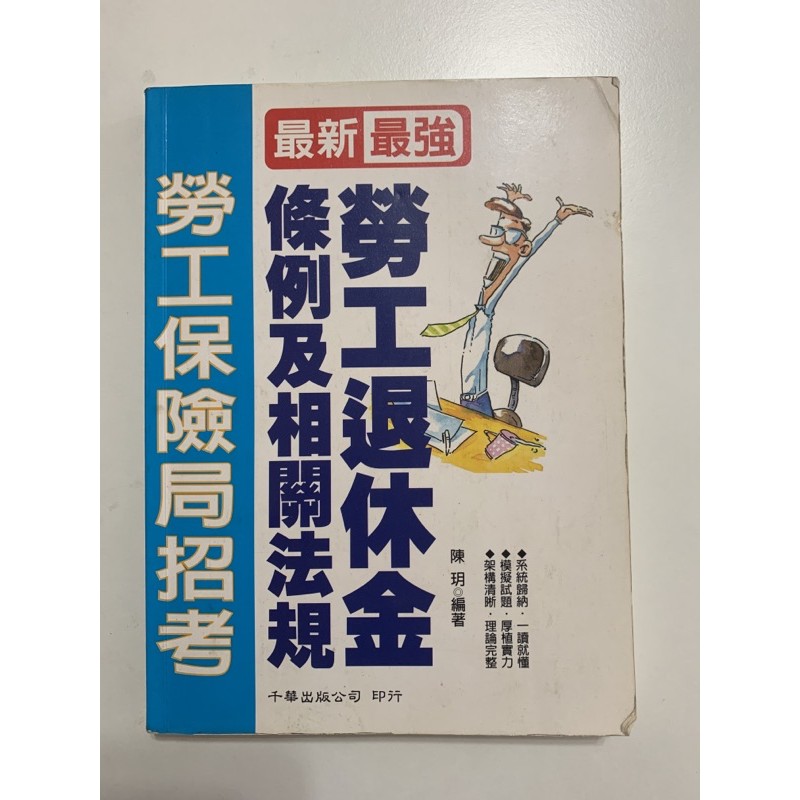 最新最強
勞工退休金
條例及相關法規
勞工保險局招考
陳玥◎編著
◆系統歸納．一讀就懂
◆模擬試題．厚植實力
◆架構清晰．理論完整
千華出版公司 印行